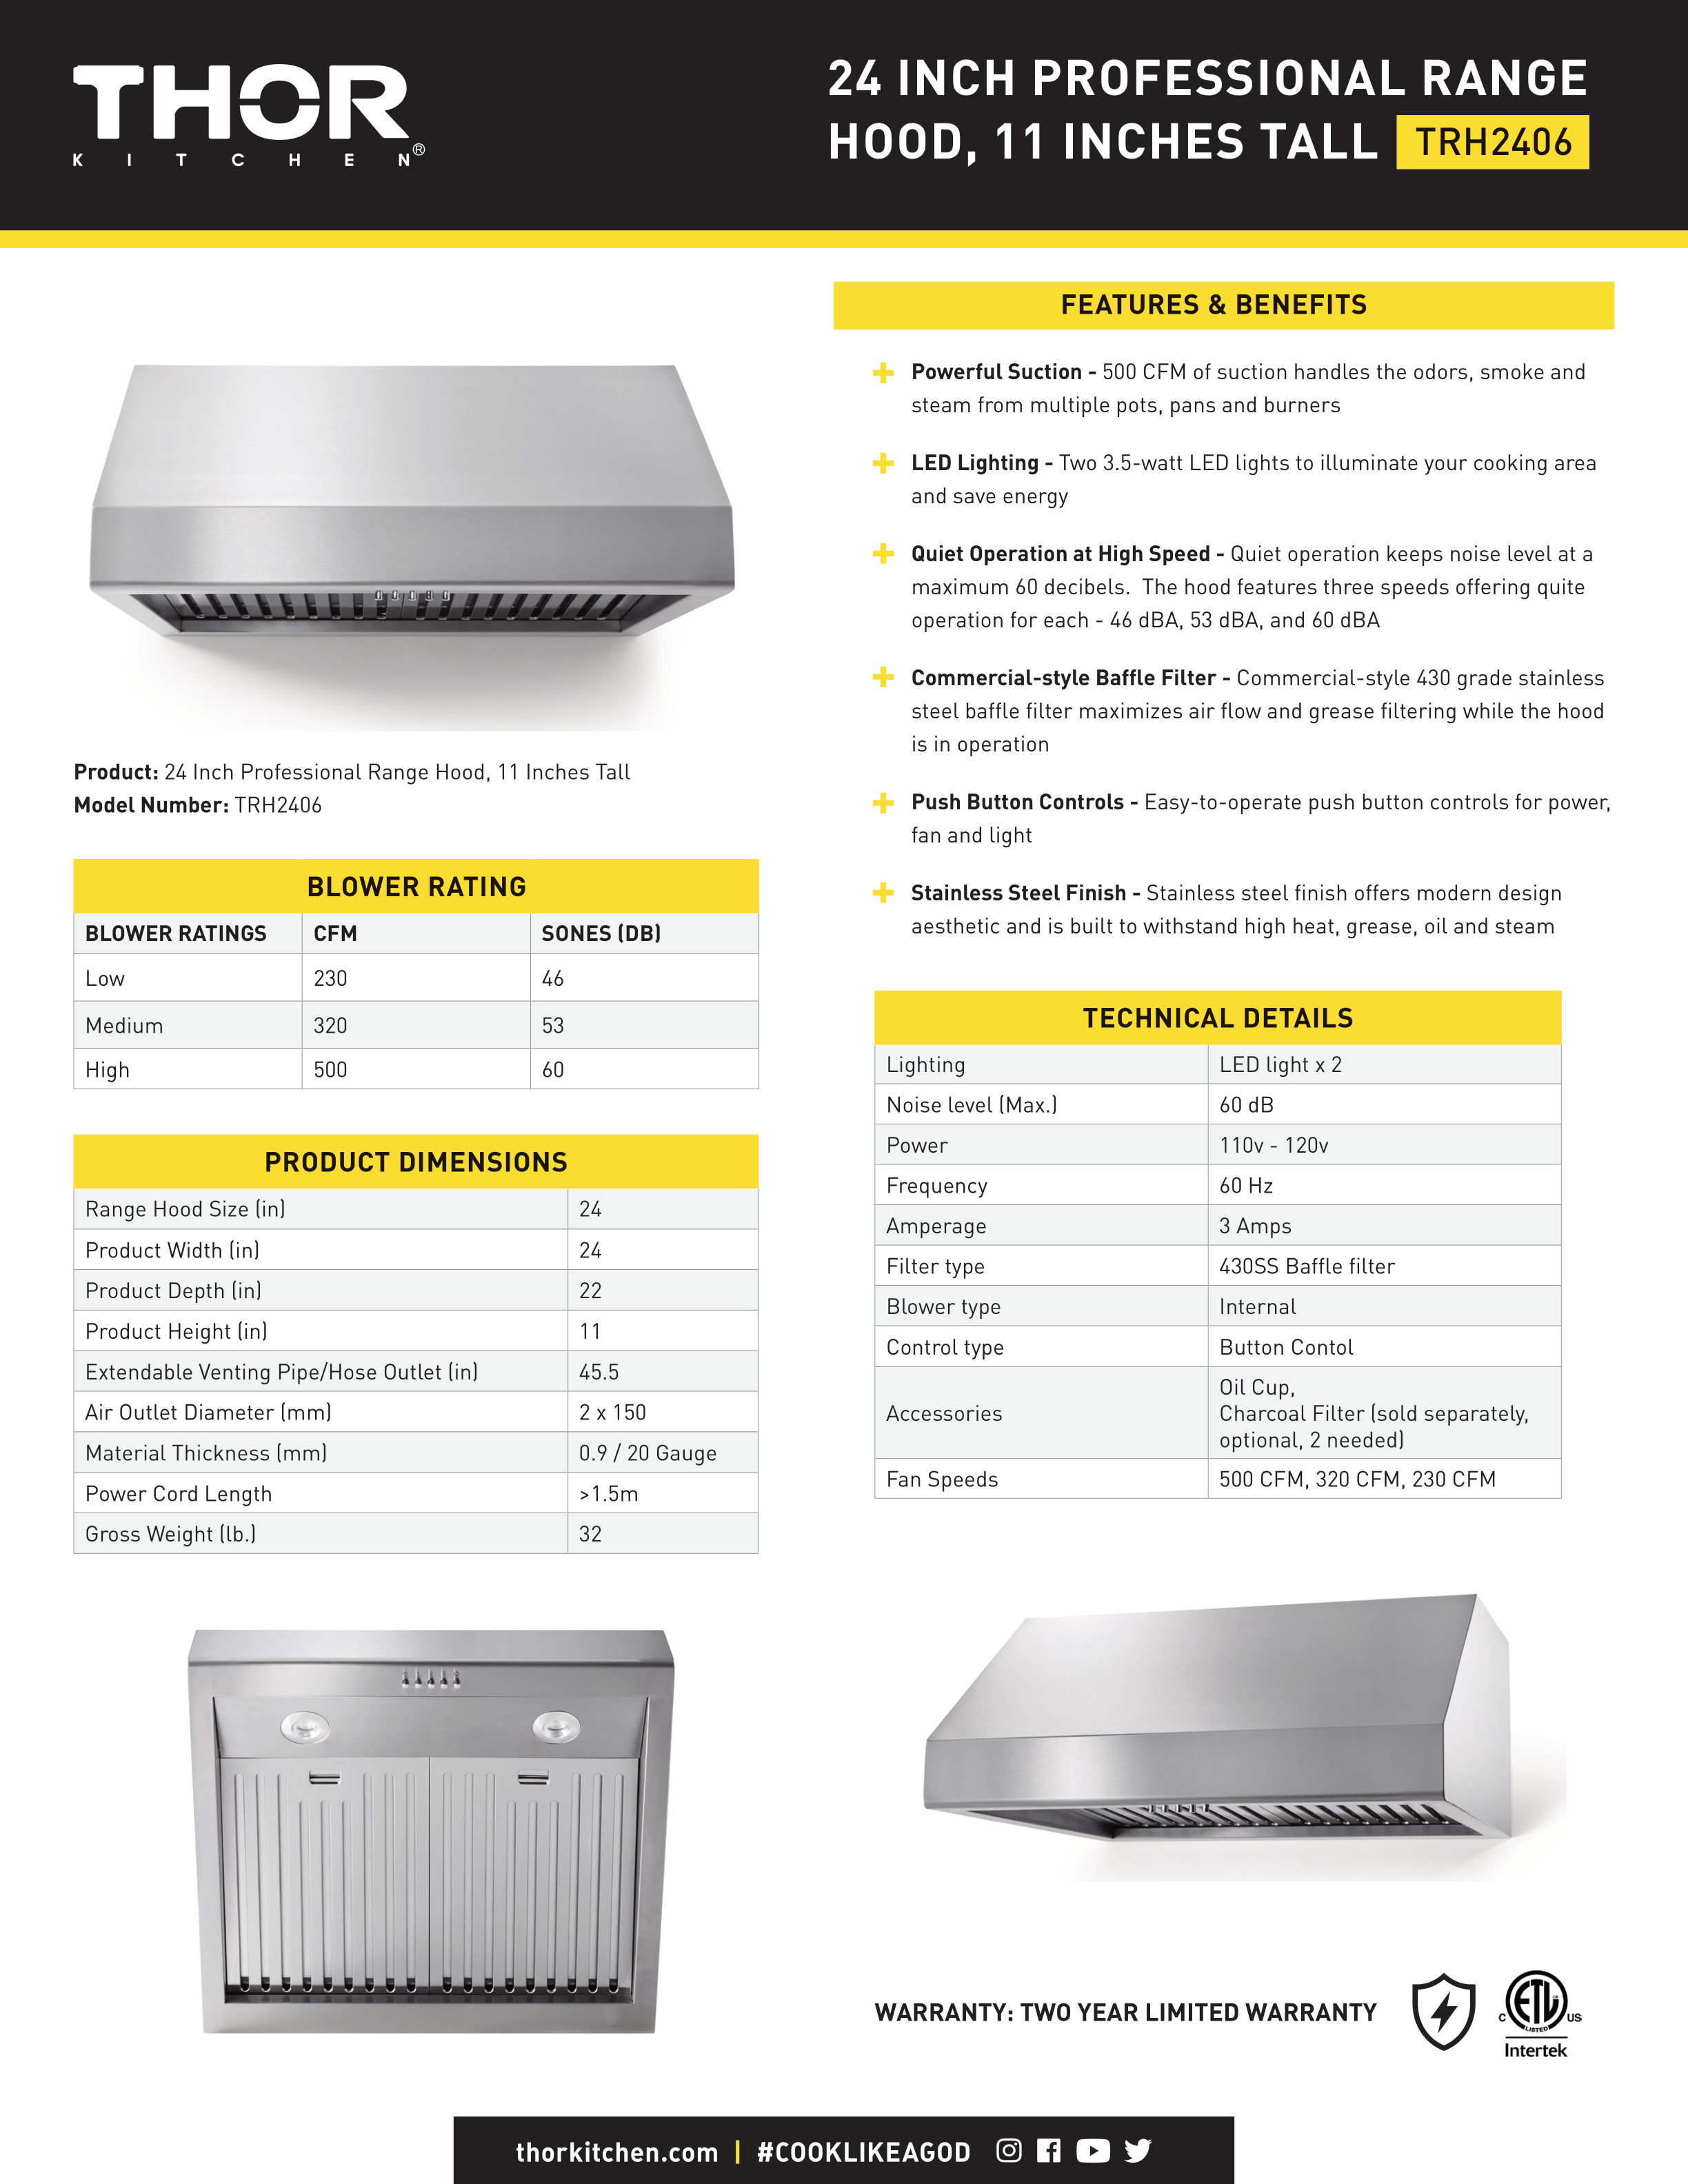 THOR
KITCHEN®
24 INCH PROFESSIONAL RANGE
HOOD, 11 INCHES TALL TRH2406
Product: 24 Inch Professional Range Hood, 11 Inches Tall
Model Number: TRH2406
BLOWER RATING
BLOWER RATINGS CFM SONES (DB)
Low 230 46
Medium 320 53
High 500 60
PRODUCT DIMENSIONS
Range Hood Size (in) 24
Product Width (in) 24
Product Depth (in) 22
Product Height (in) 11
Extendable Venting Pipe/Hose Outlet (in) 45.5
Air Outlet Diameter (mm) 2 x 150
Material Thickness (mm) 0.9 / 20 Gauge
Power Cord Length >1.5m
Gross Weight (lb.) 32
FEATURES & BENEFITS
Powerful Suction - 500 CFM of suction handles the odors, smoke and
steam from multiple pots, pans and burners
LED Lighting - Two 3.5-watt LED lights to illuminate your cooking area
and save energy
Quiet Operation at High Speed - Quiet operation keeps noise level at a
maximum 60 decibels. The hood features three speeds offering quite
operation for each - 46 dBA, 53 dBA, and 60 dBA
Commercial-style Baffle Filter - Commercial-style 430 grade stainless
steel baffle filter maximizes air flow and grease filtering while the hood
is in operation
Push Button Controls - Easy-to-operate push button controls for power,
fan and light
Stainless Steel Finish - Stainless steel finish offers modern design
aesthetic and is built to withstand high heat, grease, oil and steam
TECHNICAL DETAILS
Lighting LED light x 2
Noise level (Max.) 60 dB
Power 110v - 120v
Frequency 60 Hz
Amperage 3 Amps
Filter type 430SS Baffle filter
Blower type Internal
Control type Button Contol
Accessories Oil Cup,
Charcoal Filter (sold separately,
optional, 2 needed)
Fan Speeds 500 CFM, 320 CFM, 230 CFM
WARRANTY: TWO YEAR LIMITED WARRANTY
C ETL US
LISTED
Intertek
thorkitchen.com | #COOKLIKEAGOD